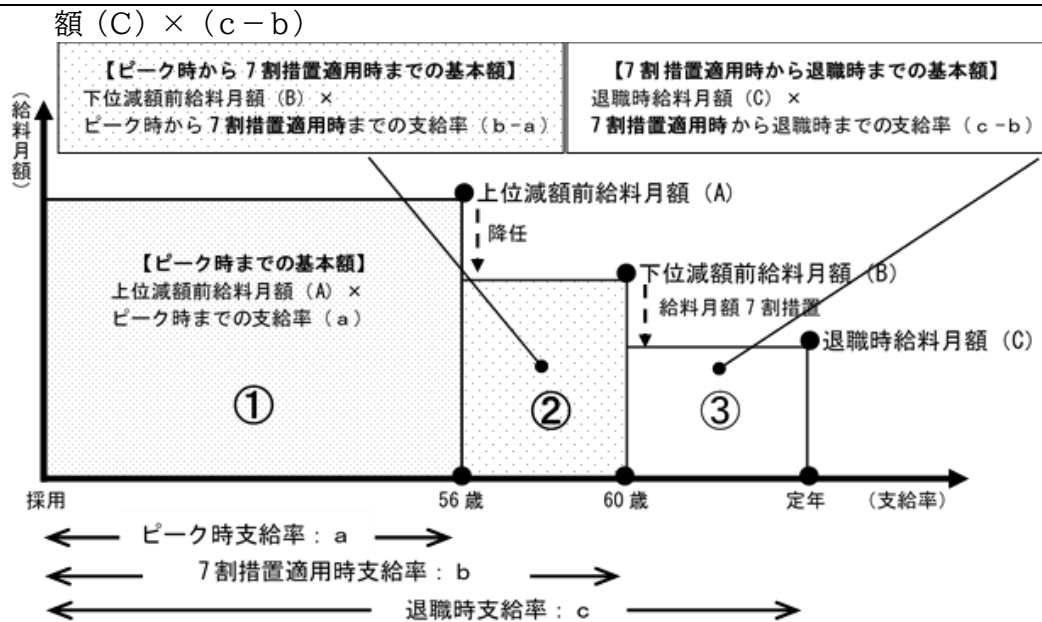 額(C)×(c-b)
【ピーク時から7割措置適用時までの基本額】
下位減額前給料月額(B)×
ピーク時から7割措置適用時までの支給率(b-a)
【7割措置適用時から退職時までの基本額】
退職時給料月額(C)×
7割措置適用時から退職時までの支給率(c-b)
(給料月額)
上位減額前給料月額(A)
降任
下位減額前給料月額(B)
給料月額7割措置
退職時給料月額(C)
【ピーク時までの基本額】
上位減額前給料月額(A)×
ピーク時までの支給率(a)
① ② ③
採用 56歳 60歳 定年 (支給率)
ピーク時支給率:a
7割措置適用時支給率:b
退職時支給率:c